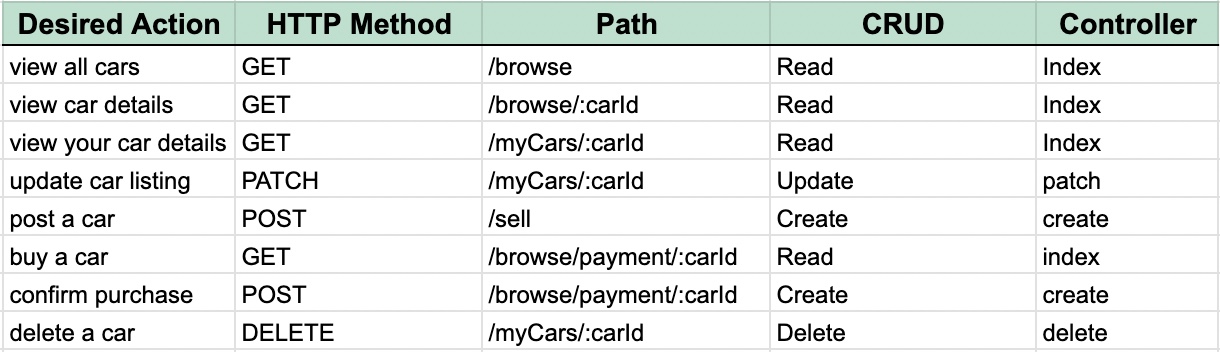 Desired Action HTTP Method Path CRUD Controller
view all cars GET /browse Read Index
view car details GET /browse/:carId Read Index
view your car details GET /myCars/:carId Read Index
update car listing PATCH /myCars/:carId Update patch
post a car POST /sell Create create
buy a car GET /browse/payment/:carId Read index
confirm purchase POST /browse/payment/:carId Create create
delete a car DELETE /myCars/:carId Delete delete